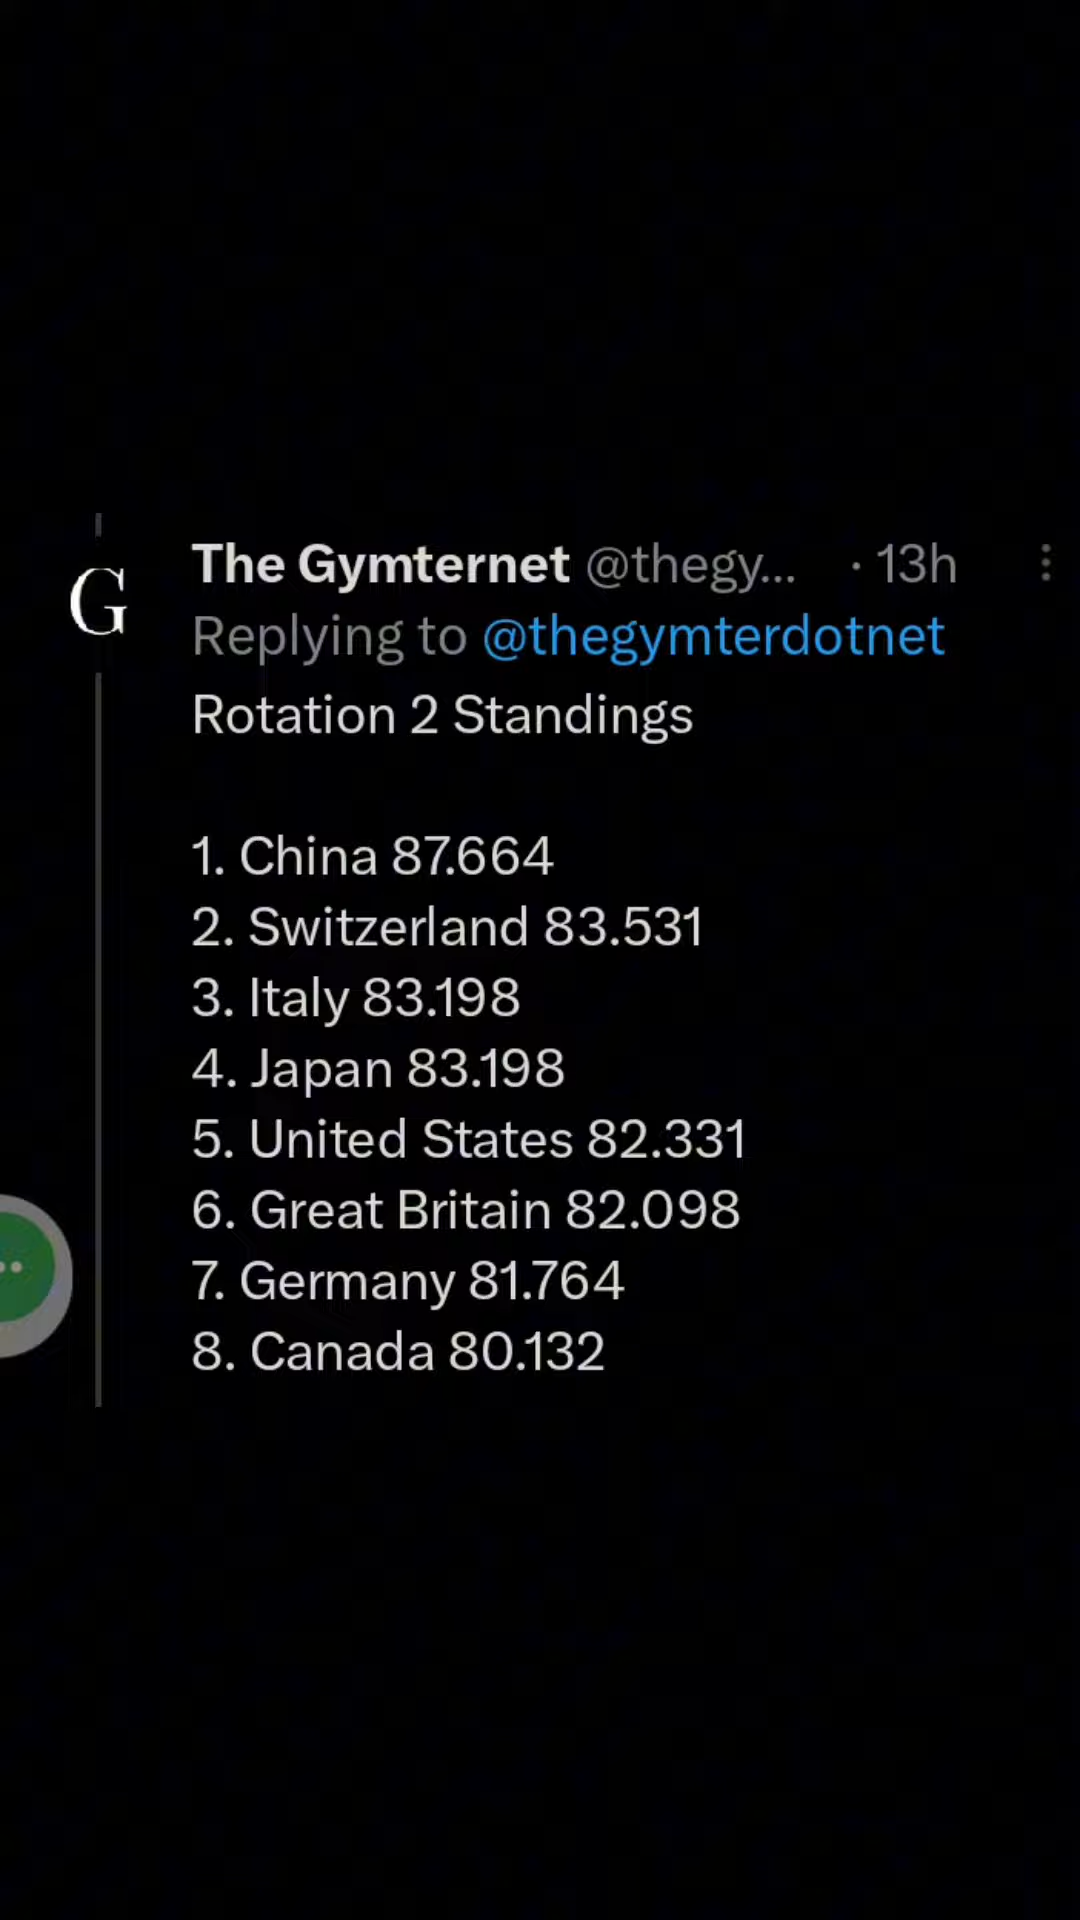 G
The Gymternet @thegy... · 13h
Replying to @thegymterdotnet
Rotation 2 Standings
1. China 87.664
2. Switzerland 83.531
3. Italy 83.198
4. Japan 83.198
5. United States 82.331
6. Great Britain 82.098
7. Germany 81.764
8. Canada 80.132